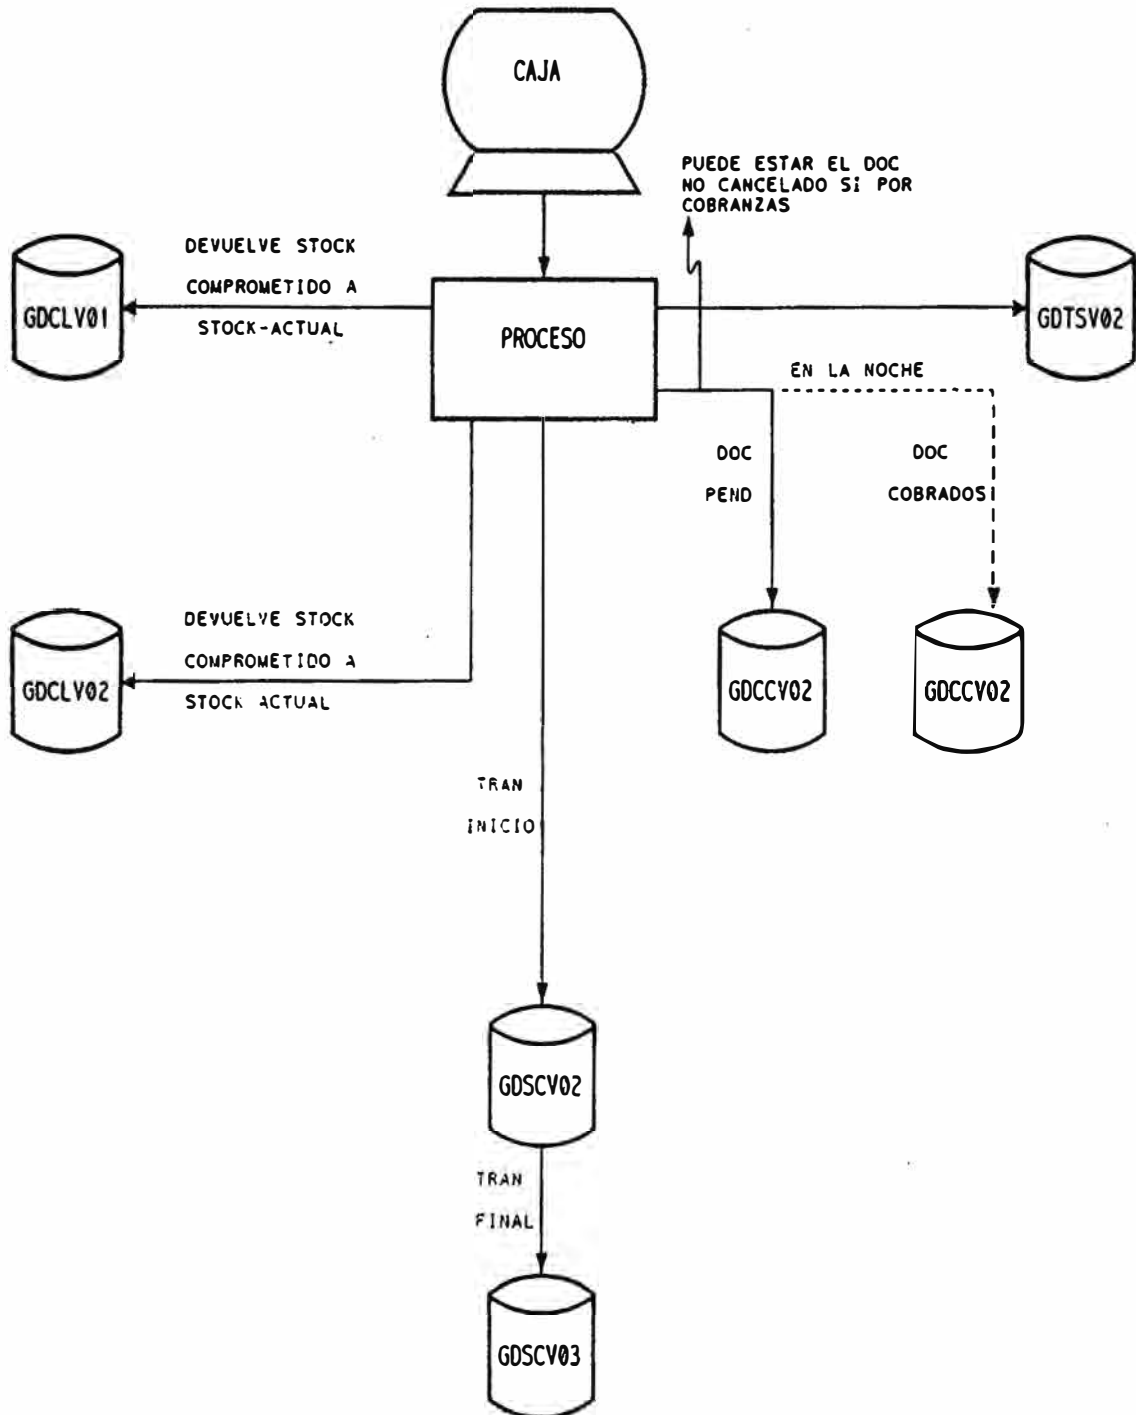 CAJA
PUEDE ESTAR EL DOC
NO CANCELADO SI POR
COBRANZAS
DEVUELVE STOCK
COMPROMETIDO A
STOCK-ACTUAL
GDCLV01
PROCESO
GDTSV02
EN LA NOCHE
DOC
PEND
DOC
COBRADOS
DEVUELVE STOCK
COMPROMETIDO A
STOCK ACTUAL
GDCLV02
GDCCV02
GDCCV02
TRAN
INICIO
GDSCV02
TRAN
FINAL
GDSCV03